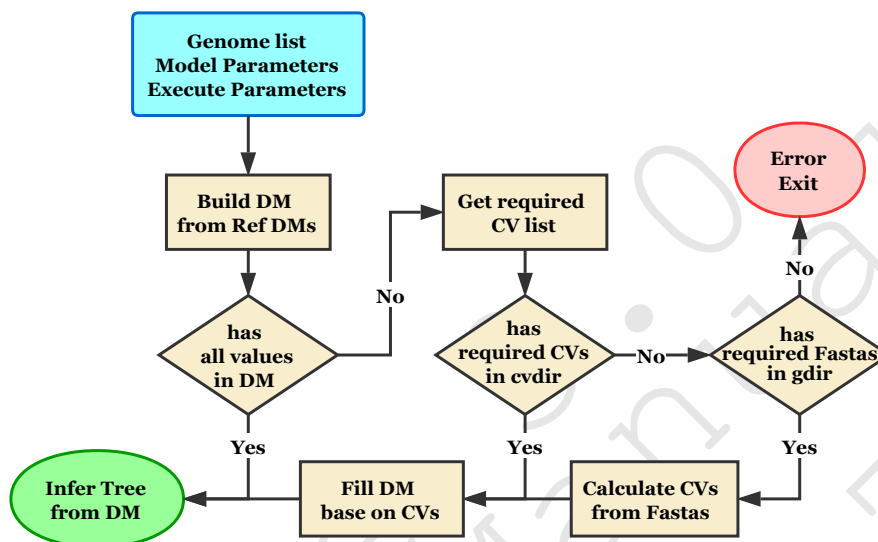 Genome list
Model Parameters
Execute Parameters
Error
Exit
Build DM
from Ref DMs
Get required
CV list
No
No
has
all values
in DM
has
required CVs
in cvdir
No
has
required Fastas
in gdir
Yes
Yes
Yes
Infer Tree
from DM
Fill DM
base on CVs
Calculate CVs
from Fastas